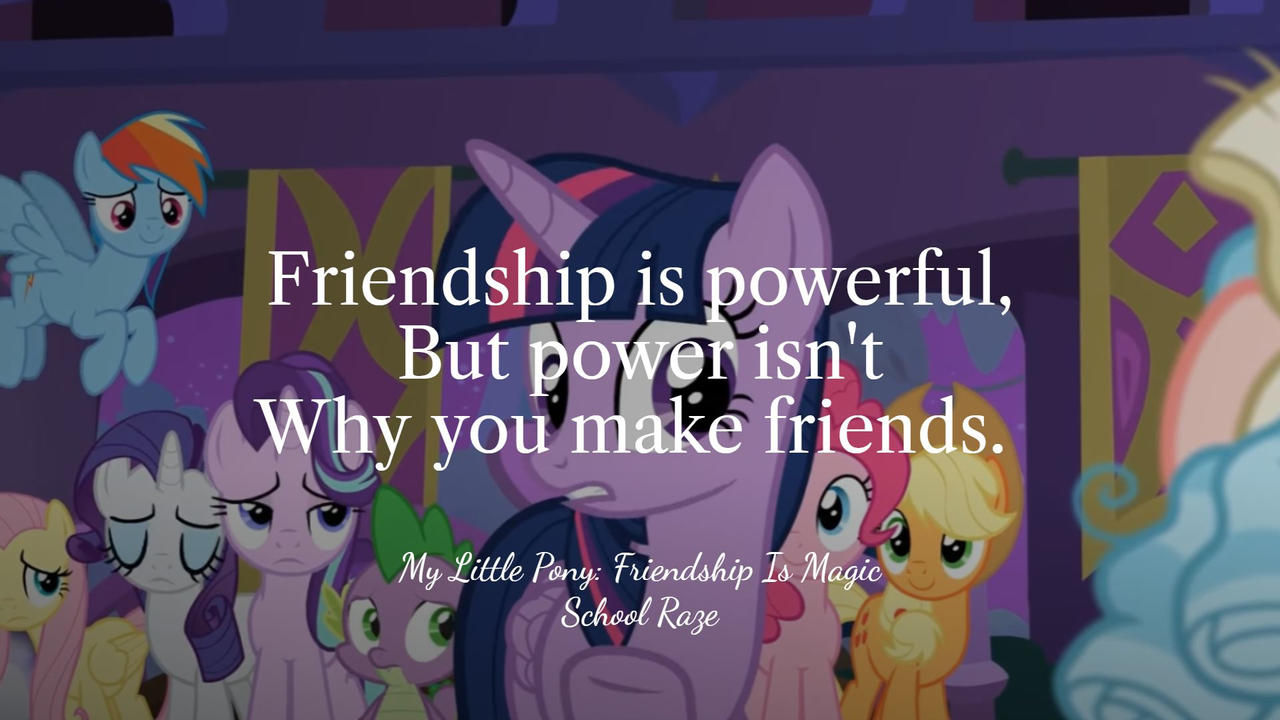 Friendship is powerful,
But power isn't
Why you make friends.
My Little Pony: Friendship Is Magic
School Raze